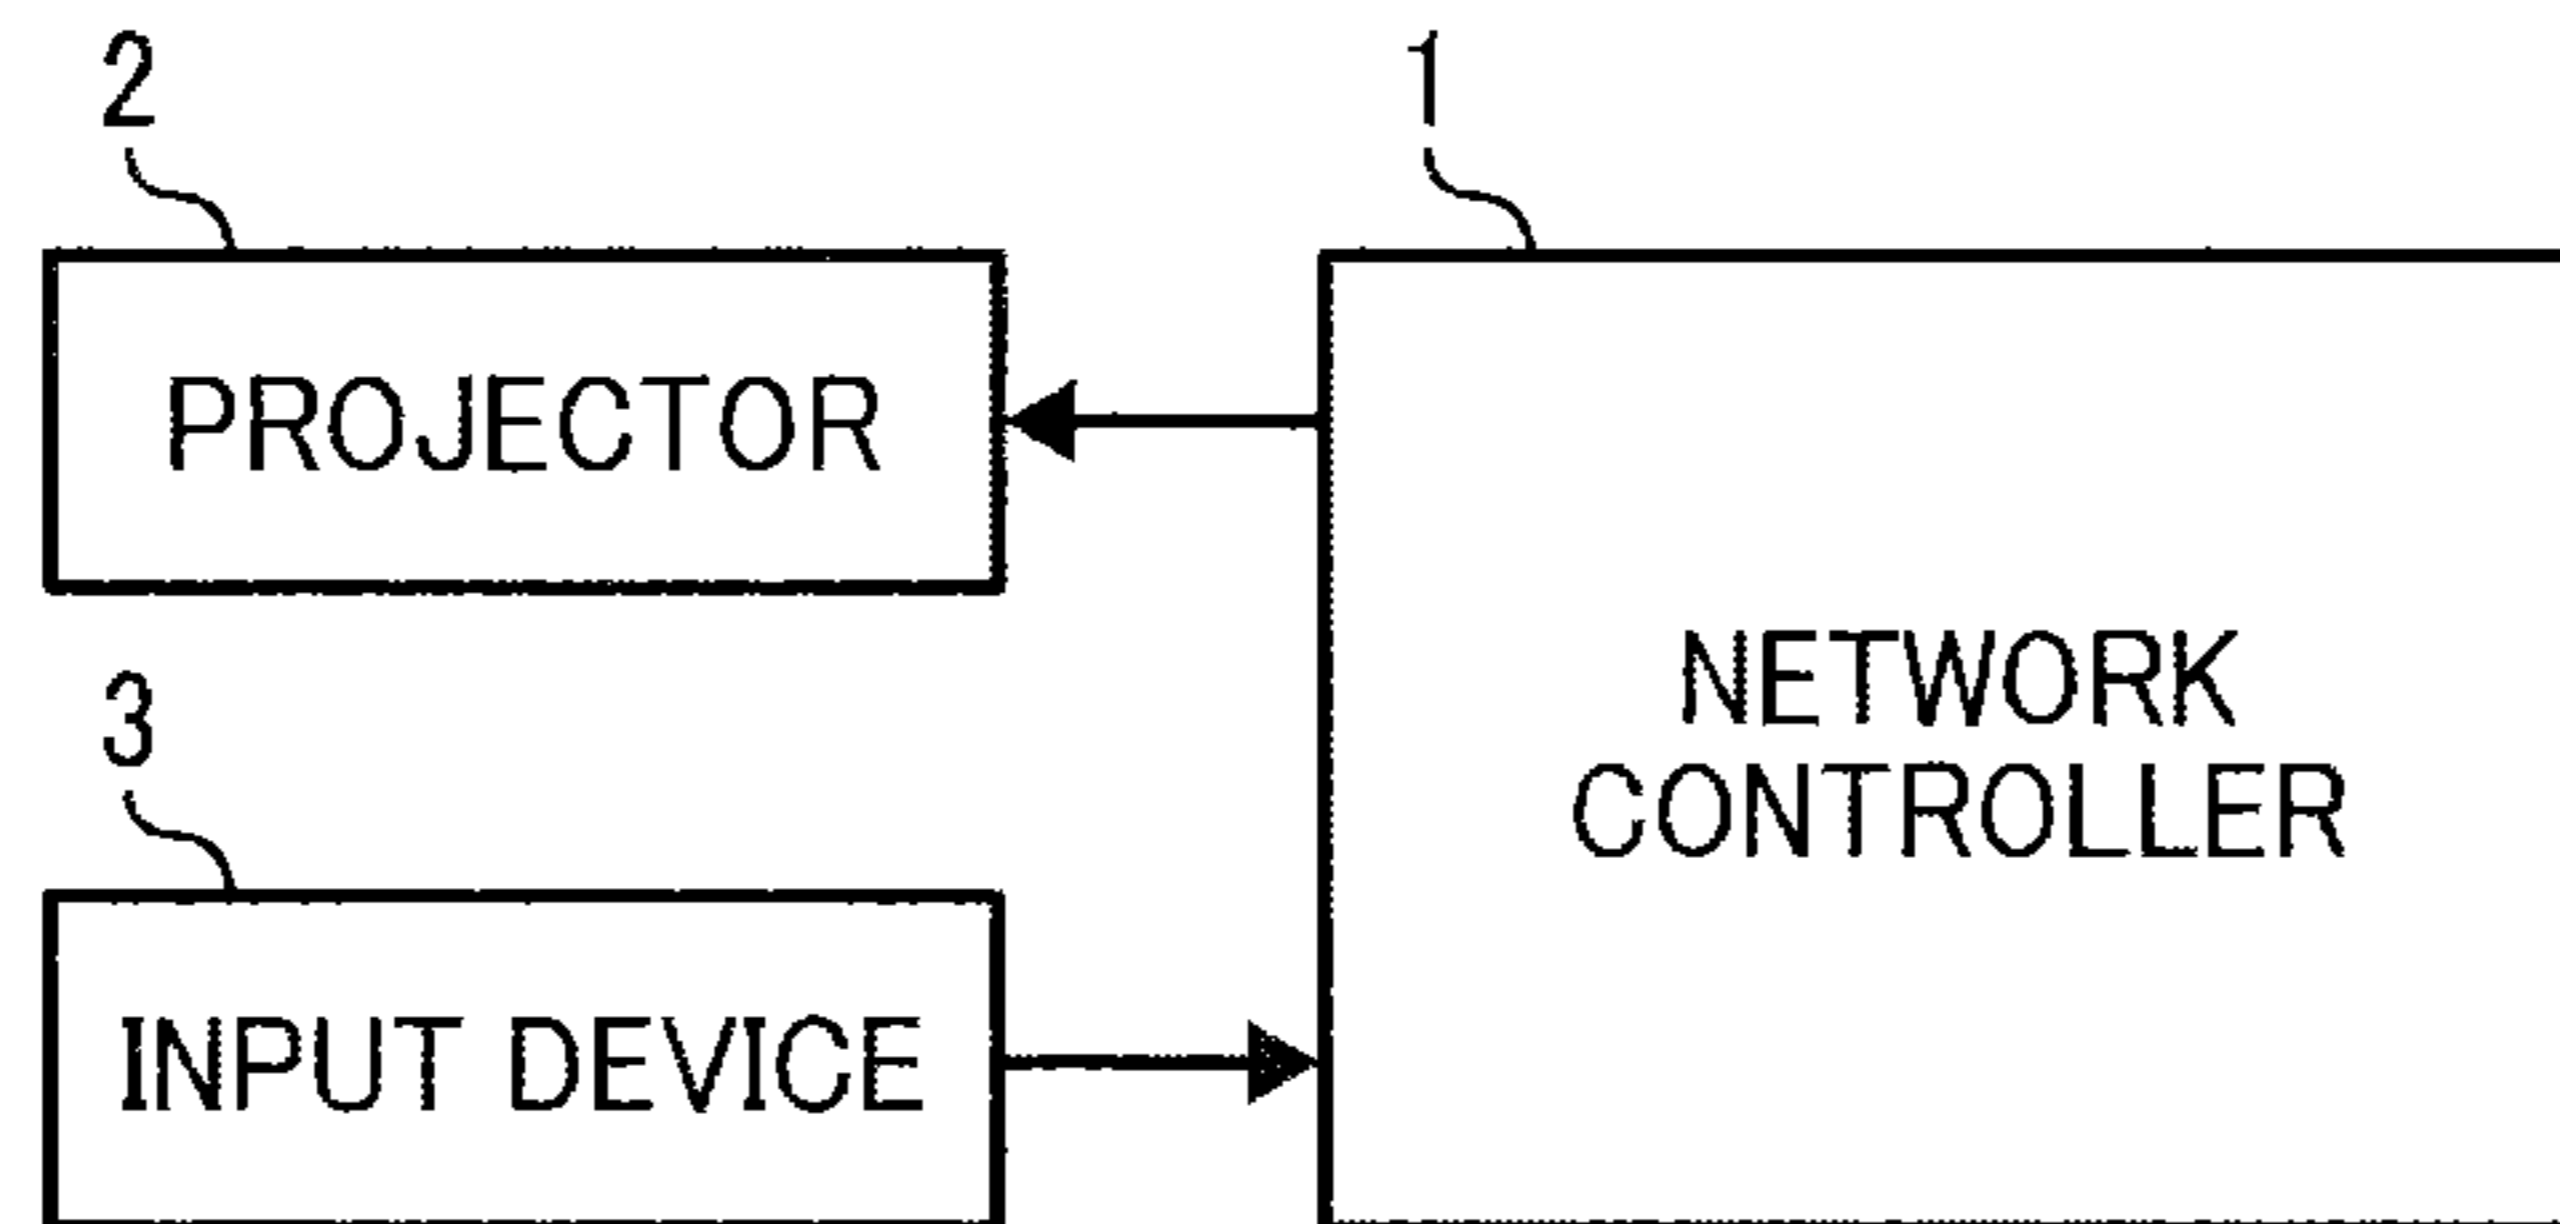 2
1
PROJECTOR
NETWORK
CONTROLLER
3
INPUT DEVICE